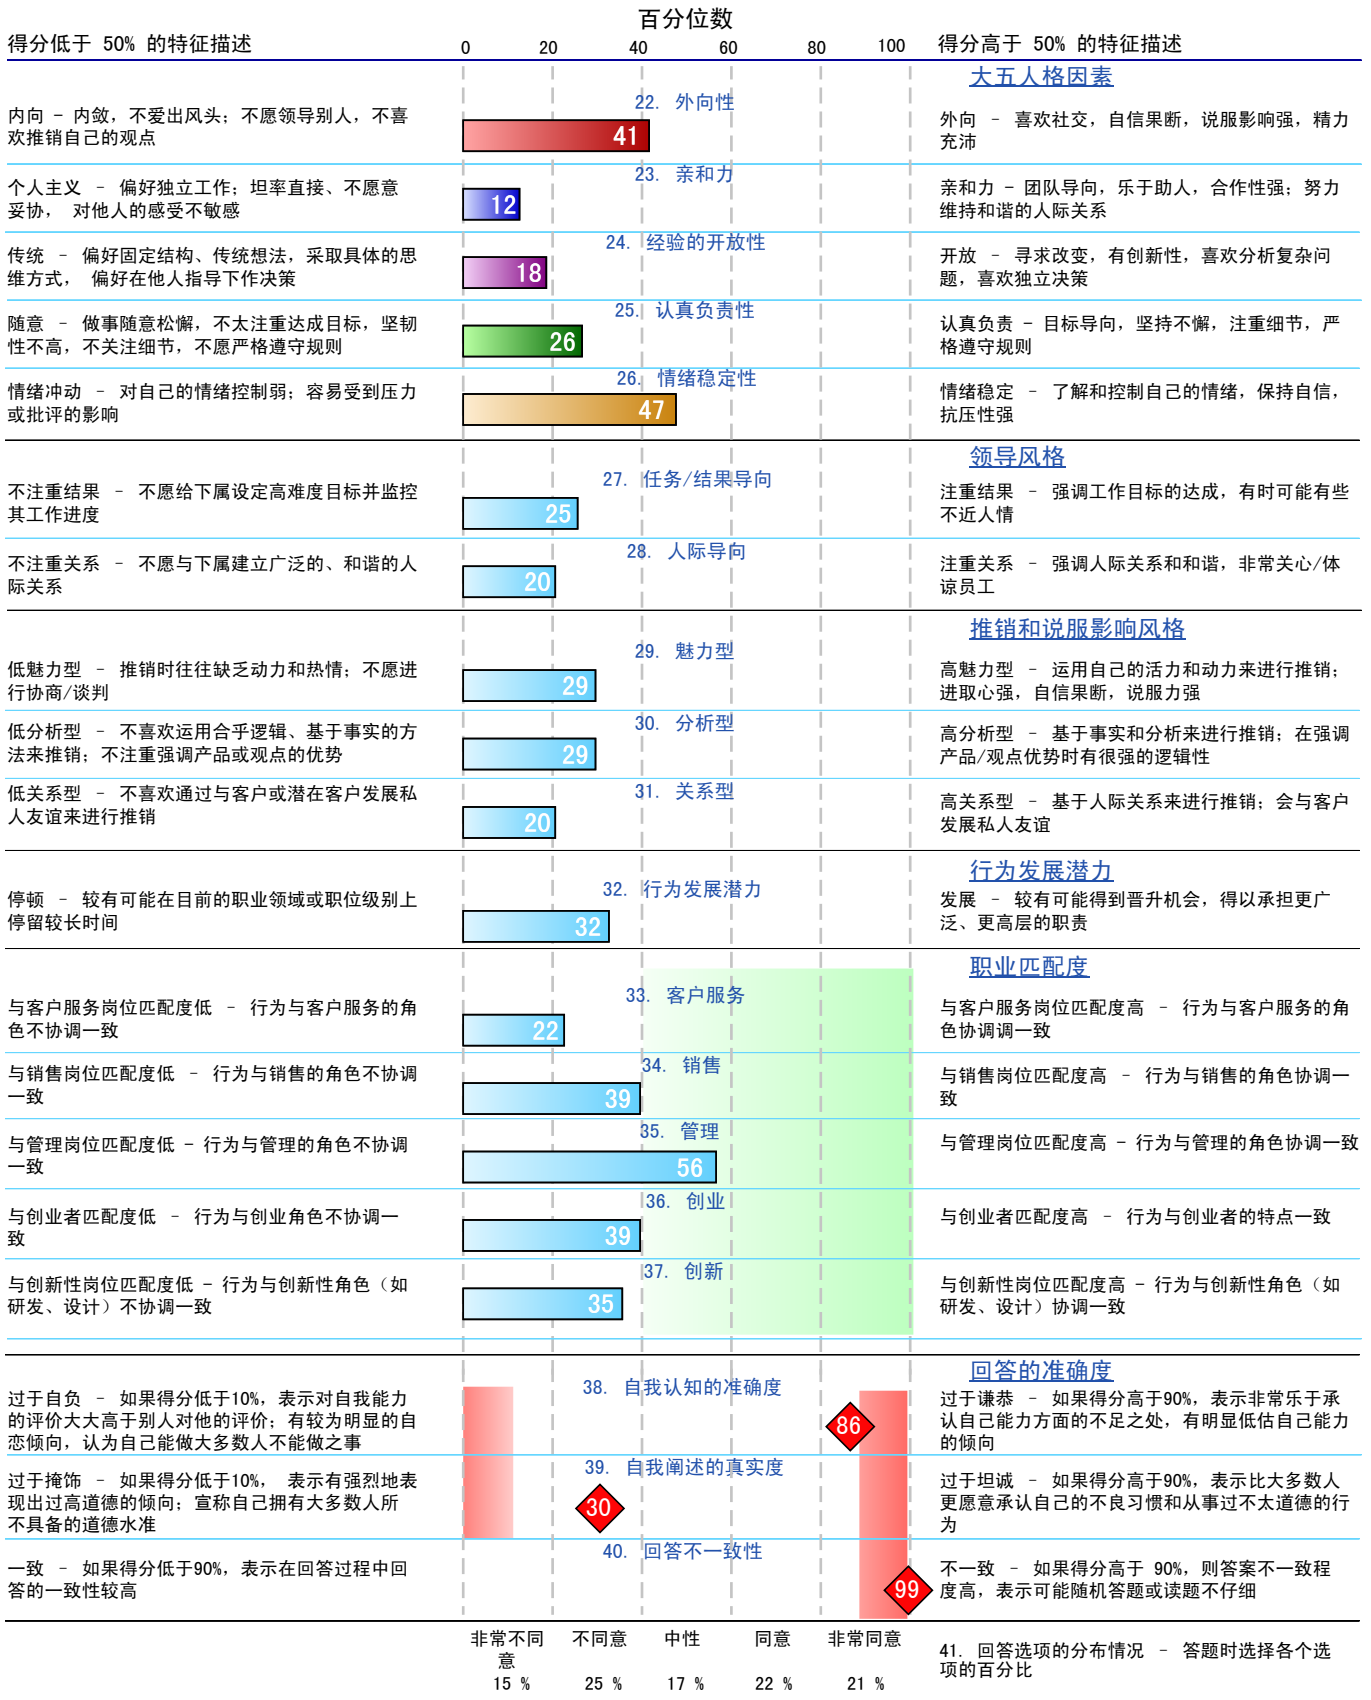 百分位数
得分低于 50% 的特征描述
0 20 40 60 80 100
得分高于 50% 的特征描述
大五人格因素
22. 外向性
内向 - 内敛，不爱出风头；不愿领导别人，不喜
欢推销自己的观点
41
外向 - 喜欢社交，自信果断，说服影响强，精力
充沛
23. 亲和力
个人主义 - 偏好独立工作；坦率直接、不愿意
妥协， 对他人的感受不敏感
12
亲和力 - 团队导向，乐于助人，合作性强；努力
维持和谐的人际关系
24. 经验的开放性
传统 - 偏好固定结构、传统想法，采取具体的思
维方式， 偏好在他人指导下作决策
18
开放 - 寻求改变，有创新性，喜欢分析复杂问
题，喜欢独立决策
25. 认真负责性
随意 - 做事随意松懈，不太注重达成目标，坚韧
性不高，不关注细节，不愿严格遵守规则
26
认真负责 - 目标导向，坚持不懈，注重细节，严
格遵守规则
26. 情绪稳定性
情绪冲动 - 对自己的情绪控制弱；容易受到压力
或批评的影响
47
情绪稳定 - 了解和控制自己的情绪，保持自信，
抗压性强
领导风格
27. 任务/结果导向
不注重结果 - 不愿给下属设定高难度目标并监控
其工作进度
25
注重结果 - 强调工作目标的达成，有时可能有些
不近人情
28. 人际导向
不注重关系 - 不愿与下属建立广泛的、和谐的人
际关系
20
注重关系 - 强调人际关系和和谐，非常关心/体
谅员工
推销和说服影响风格
29. 魅力型
低魅力型 - 推销时往往缺乏动力和热情；不愿进
行协商/谈判
29
高魅力型 - 运用自己的活力和动力来进行推销；
进取心强，自信果断，说服力强
30. 分析型
低分析型 - 不喜欢运用合乎逻辑、基于事实的方
法来推销；不注重强调产品或观点的优势
29
高分析型 - 基于事实和分析来进行推销；在强调
产品/观点优势时有很强的逻辑性
31. 关系型
低关系型 - 不喜欢通过与客户或潜在客户发展私
人友谊来进行推销
20
高关系型 - 基于人际关系来进行推销；会与客户
发展私人友谊
行为发展潜力
32. 行为发展潜力
停顿 - 较有可能在目前的职业领域或职位级别上
停留较长时间
32
发展 - 较有可能得到晋升机会，得以承担更广
泛、更高层的职责
职业匹配度
33. 客户服务
与客户服务岗位匹配度低 - 行为与客户服务的角
色不协调一致
22
与客户服务岗位匹配度高 - 行为与客户服务的角
色协调调一致
34. 销售
与销售岗位匹配度低 - 行为与销售的角色不协调
一致
39
与销售岗位匹配度高 - 行为与销售的角色协调一
致
35. 管理
与管理岗位匹配度低 - 行为与管理的角色不协调
一致
56
与管理岗位匹配度高 - 行为与管理的角色协调一致
36. 创业
与创业者匹配度低 - 行为与创业角色不协调一
致
39
与创业者匹配度高 - 行为与创业者的特点一致
37. 创新
与创新性岗位匹配度低 - 行为与创新性角色（如
研发、设计）不协调一致
35
与创新性岗位匹配度高 - 行为与创新性角色（如
研发、设计）协调一致
回答的准确度
38. 自我认知的准确度
过于自负 - 如果得分低于10%，表示对自我能力
的评价大大高于别人对他的评价；有较为明显的自
恋倾向，认为自己能做大多数人不能做之事
86
过于谦恭 - 如果得分高于90%，表示非常乐于承
认自己能力方面的不足之处，有明显低估自己能力
的倾向
39. 自我阐述的真实度
过于掩饰 - 如果得分低于10%， 表示有强烈地表
现出过高道德的倾向；宣称自己拥有大多数人所
不具备的道德水准
30
过于坦诚 - 如果得分高于90%，表示比大多数人
更愿意承认自己的不良习惯和从事过不太道德的行
为
40. 回答不一致性
一致 - 如果得分低于90%，表示在回答过程中回
答的一致性较高
99
不一致 - 如果得分高于 90%，则答案不一致程
度高，表示可能随机答题或读题不仔细
非常不同 不同意 中性 同意 非常同意
意
15 % 25 % 17 % 22 % 21 %
41. 回答选项的分布情况 - 答题时选择各个选
项的百分比